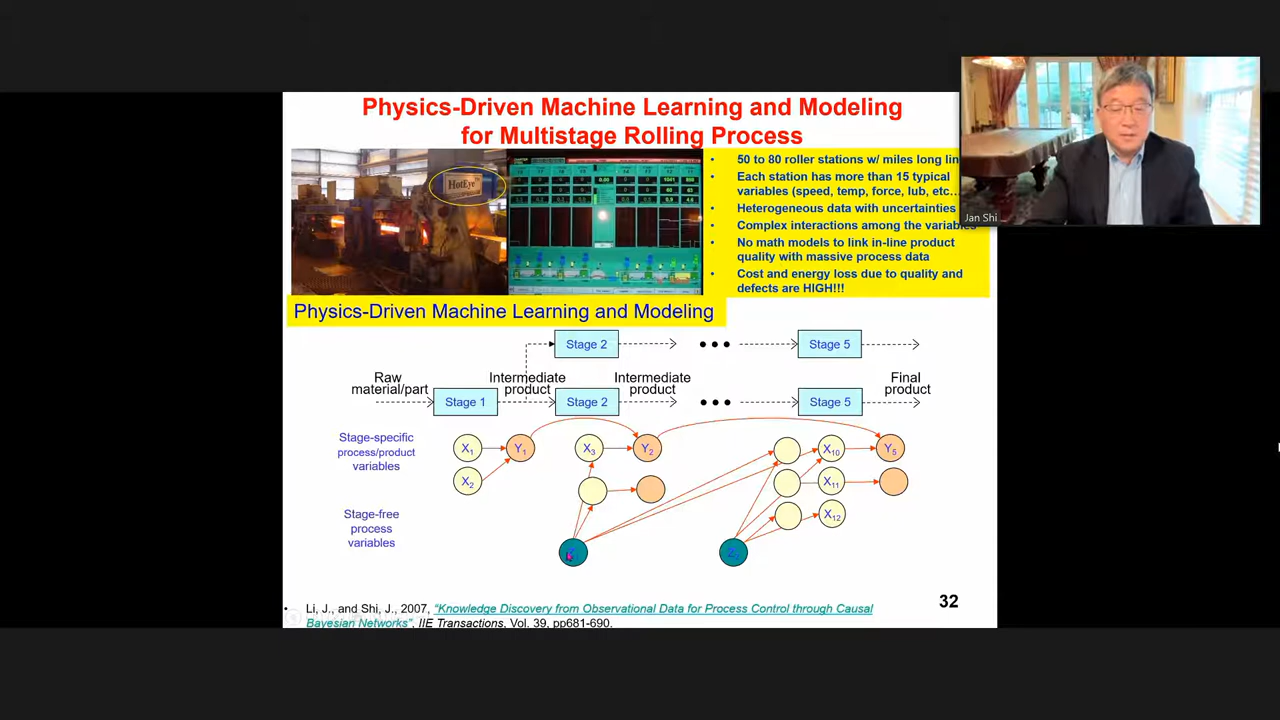 Physics-Driven Machine Learning and Modeling
for Multistage Rolling Process
HotEye
• 50 to 80 roller stations w/ miles long lin
• Each station has more than 15 typical
variables (speed, temp, force, lub, etc...
• Heterogeneous data with uncertainties
• Complex interactions among the variables
• No math models to link in-line product
quality with massive process data
• Cost and energy loss due to quality and
defects are HIGH!!!
Jan Shi
Physics-Driven Machine Learning and Modeling
Stage 2
Stage 5
Raw
material/part
Intermediate
product
Intermediate
product
Final
product
Stage 1
Stage 2
Stage 5
Stage-specific
process/product
variables
X1
Y1
X3
Y2
X10
Y5
X2
X11
X12
Stage-free
process
variables
32
• Li, J., and Shi, J., 2007, “Knowledge Discovery from Observational Data for Process Control through Causal
Bayesian Networks”, IIE Transactions, Vol. 39, pp681-690.